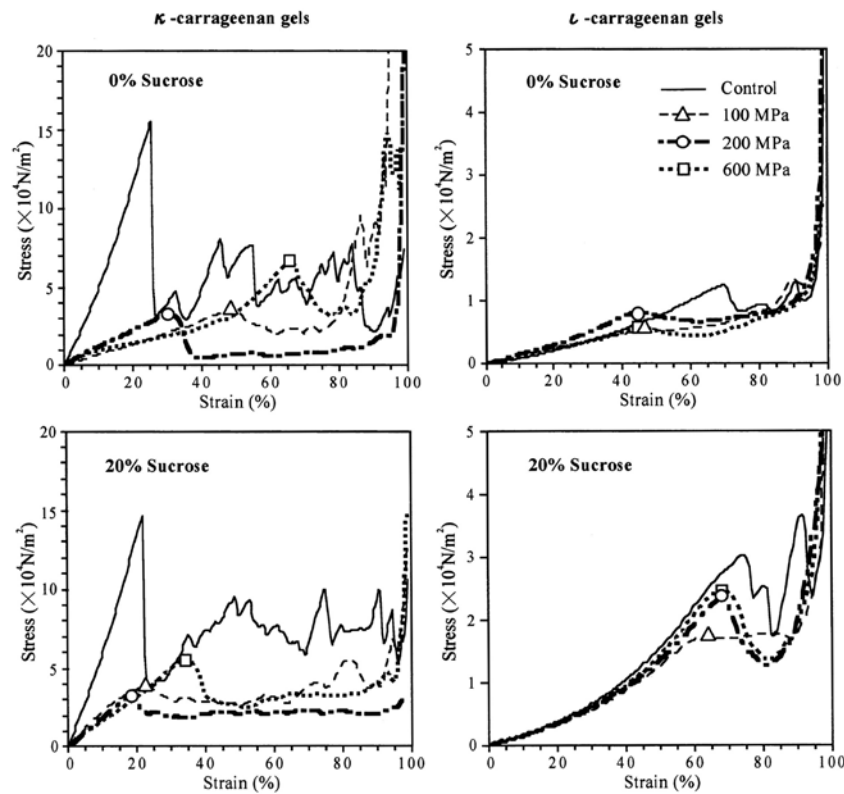 κ -carrageenan gels
ι -carrageenan gels
20
15
10
5
0
0% Sucrose
Stress (×10⁴N/m²)
0 20 40 60 80 100
Strain (%)
5
4
3
2
1
0
0% Sucrose
Control
100 MPa
200 MPa
600 MPa
Stress (×10⁴N/m²)
0 20 40 60 80 100
Strain (%)
20
15
10
5
0
20% Sucrose
Stress (×10⁴N/m²)
0 20 40 60 80 100
Strain (%)
5
4
3
2
1
0
20% Sucrose
Stress (×10⁴N/m²)
0 20 40 60 80 100
Strain (%)